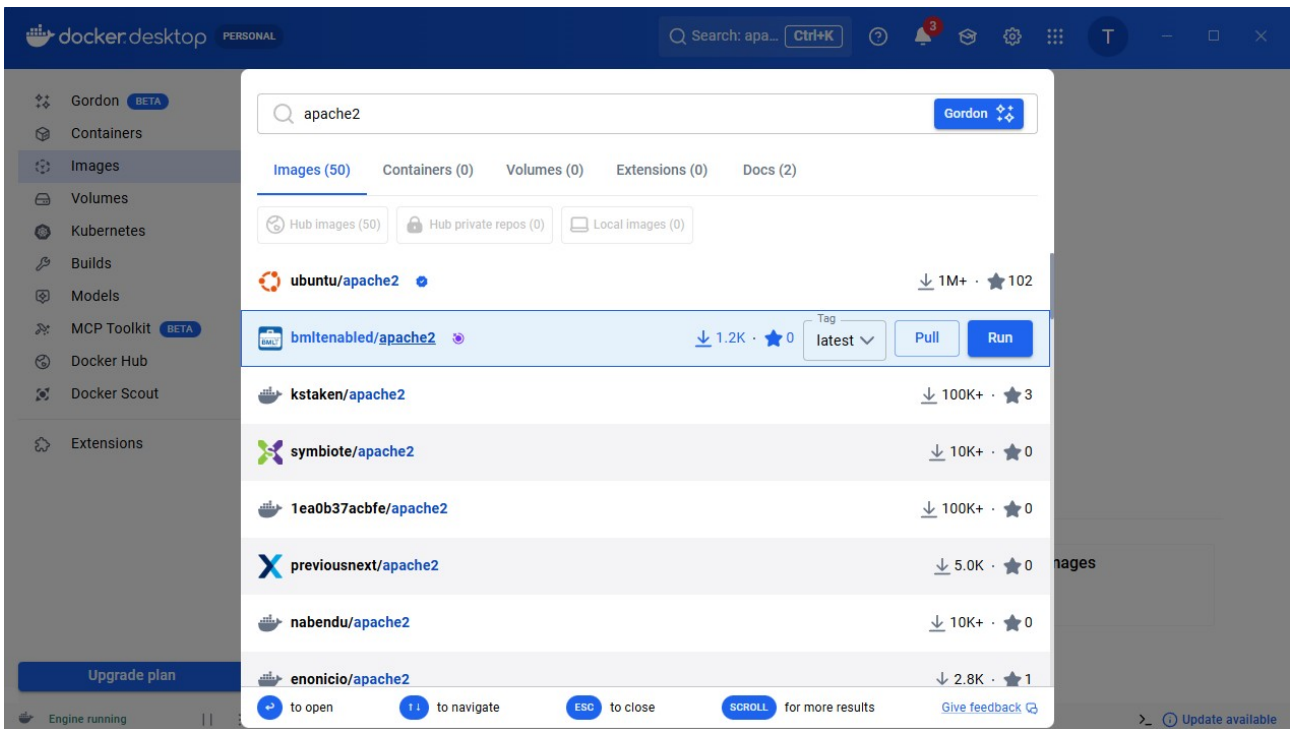 docker.desktop PERSONAL Search: apa... Ctrl+K 3 T
Gordon BETA
Containers
Images
Volumes
Kubernetes
Builds
Models
MCP Toolkit BETA
Docker Hub
Docker Scout
Extensions
Upgrade plan
Engine running
apache2 Gordon
Images (50) Containers (0) Volumes (0) Extensions (0) Docs (2)
Hub images (50) Hub private repos (0) Local images (0)
ubuntu/apache2 1M+ · 102
BMLT bmltenabled/apache2 1.2K · 0 Tag latest Pull Run
kstaken/apache2 100K+ · 3
symbiote/apache2 10K+ · 0
1ea0b37acbfe/apache2 100K+ · 0
previousnext/apache2 5.0K · 0
nabendu/apache2 10K+ · 0
enonicio/apache2 2.8K · 1
to open to navigate ESC to close SCROLL for more results Give feedback
Update available